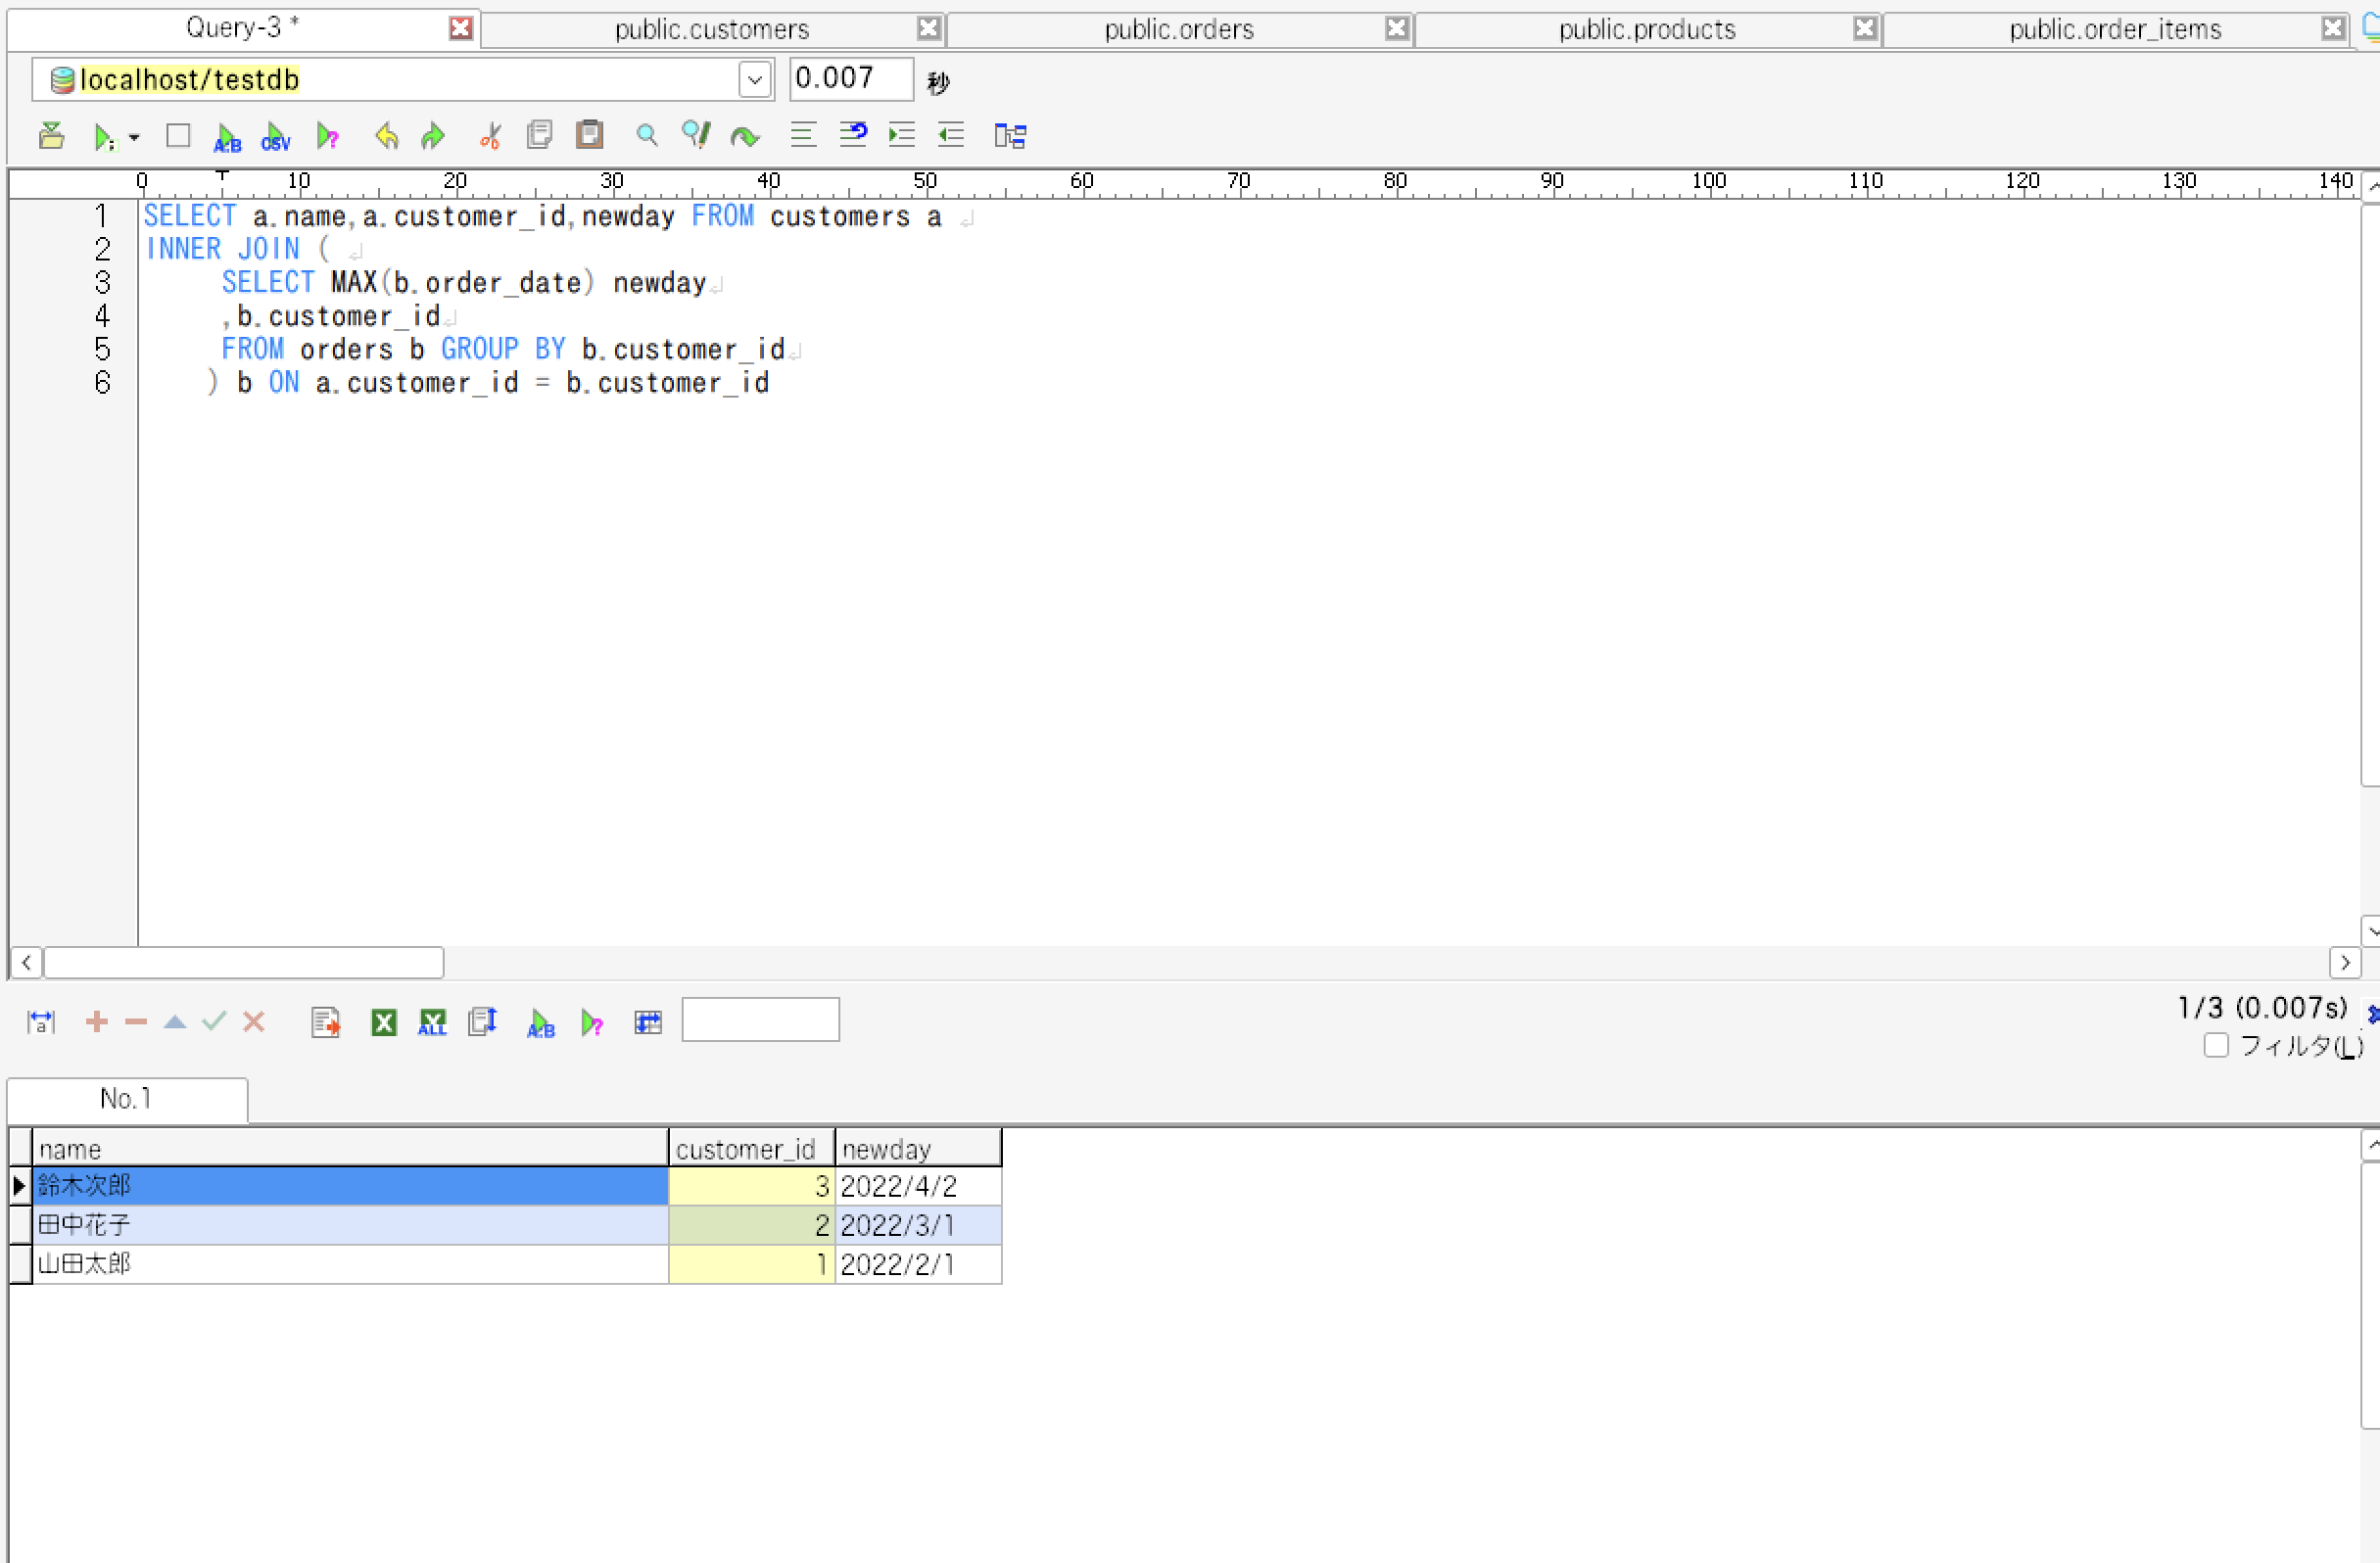 Query-3 * public.customers public.orders public.products public.order_items
localhost/testdb 0.007 秒
A:B CSV
0 10 20 30 40 50 60 70 80 90 100 110 120 130 140
1 SELECT a.name,a.customer_id,newday FROM customers a
2 INNER JOIN (
3 SELECT MAX(b.order_date) newday
4 ,b.customer_id
5 FROM orders b GROUP BY b.customer_id
6 ) b ON a.customer_id = b.customer_id
1/3 (0.007s)
a X ALL A:B
フィルタ(L)
No.1
name customer_id newday
鈴木次郎 3 2022/4/2
田中花子 2 2022/3/1
山田太郎 1 2022/2/1